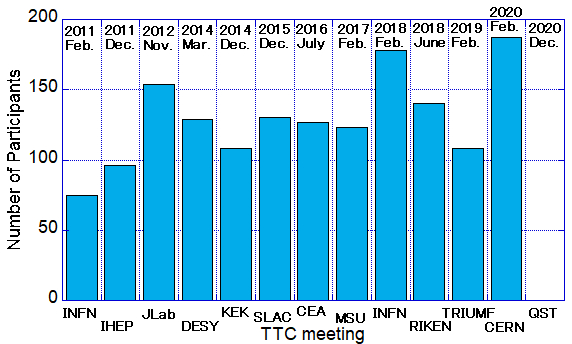 200
150
100
50
0
Number of Participants
2011 Feb.
2011 Dec.
2012 Nov.
2014 Mar.
2014 Dec.
2015 Dec.
2016 July
2017 Feb.
2018 Feb.
2018 June
2019 Feb.
2020 Feb.
2020 Dec.
INFN
IHEP
JLab
DESY
KEK
SLAC
CEA
MSU
INFN
RIKEN
TRIUMF
CERN
QST
TTC meeting